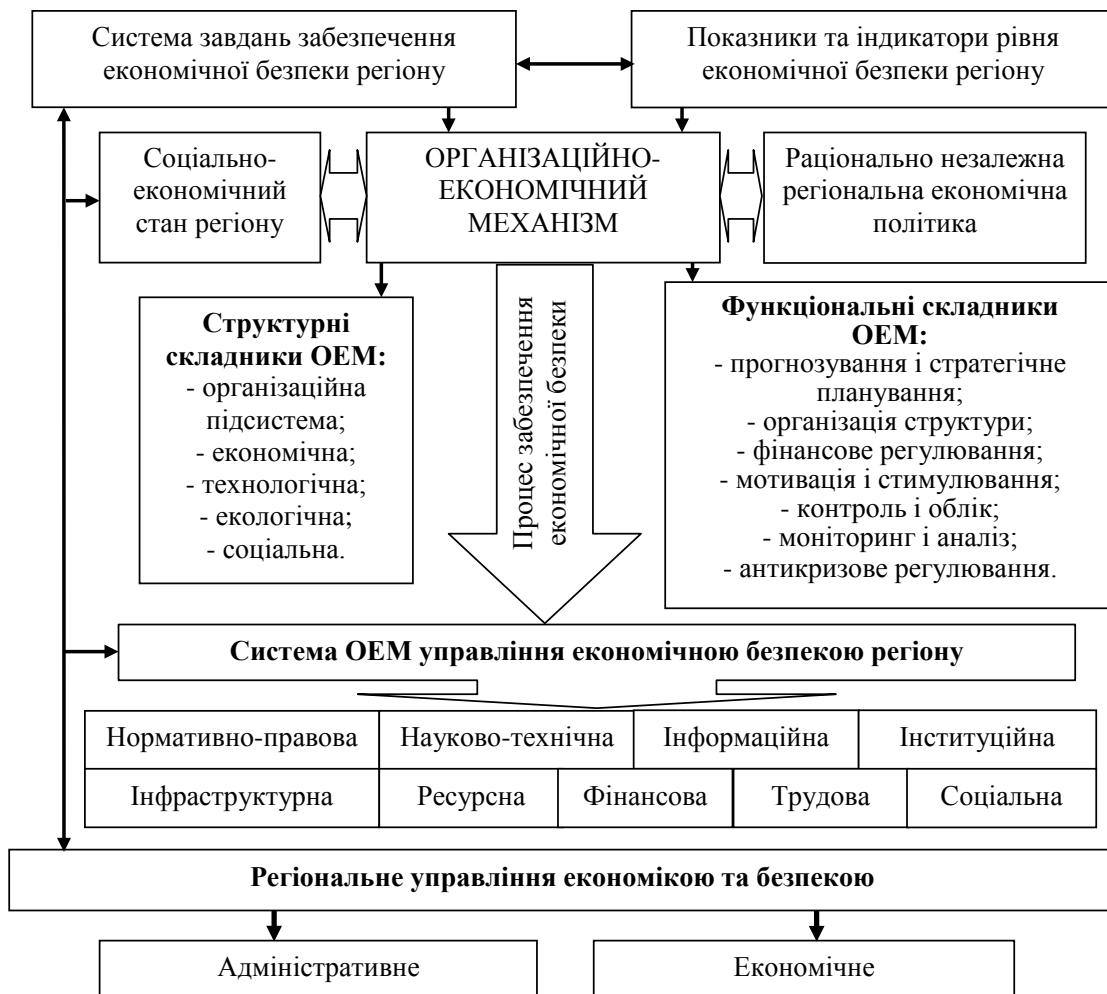 Система завдань забезпечення
економічної безпеки регіону
Показники та індикатори рівня
економічної безпеки регіону
Соціально-
економічний
стан регіону
ОРГАНІЗАЦІЙНО-
ЕКОНОМІЧНИЙ
МЕХАНІЗМ
Раціонально незалежна
регіональна економічна
політика
Структурні
складники ОЕМ:
- організаційна
підсистема;
- економічна;
- технологічна;
- екологічна;
- соціальна.
Процес забезпечення
економічної безпеки
Функціональні складники
ОЕМ:
- прогнозування і стратегічне
планування;
- організація структури;
- фінансове регулювання;
- мотивація і стимулювання;
- контроль і облік;
- моніторинг і аналіз;
- антикризове регулювання.
Система ОЕМ управління економічною безпекою регіону
Нормативно-правова
Науково-технічна
Інформаційна
Інституційна
Інфраструктурна
Ресурсна
Фінансова
Трудова
Соціальна
Регіональне управління економікою та безпекою
Адміністративне
Економічне